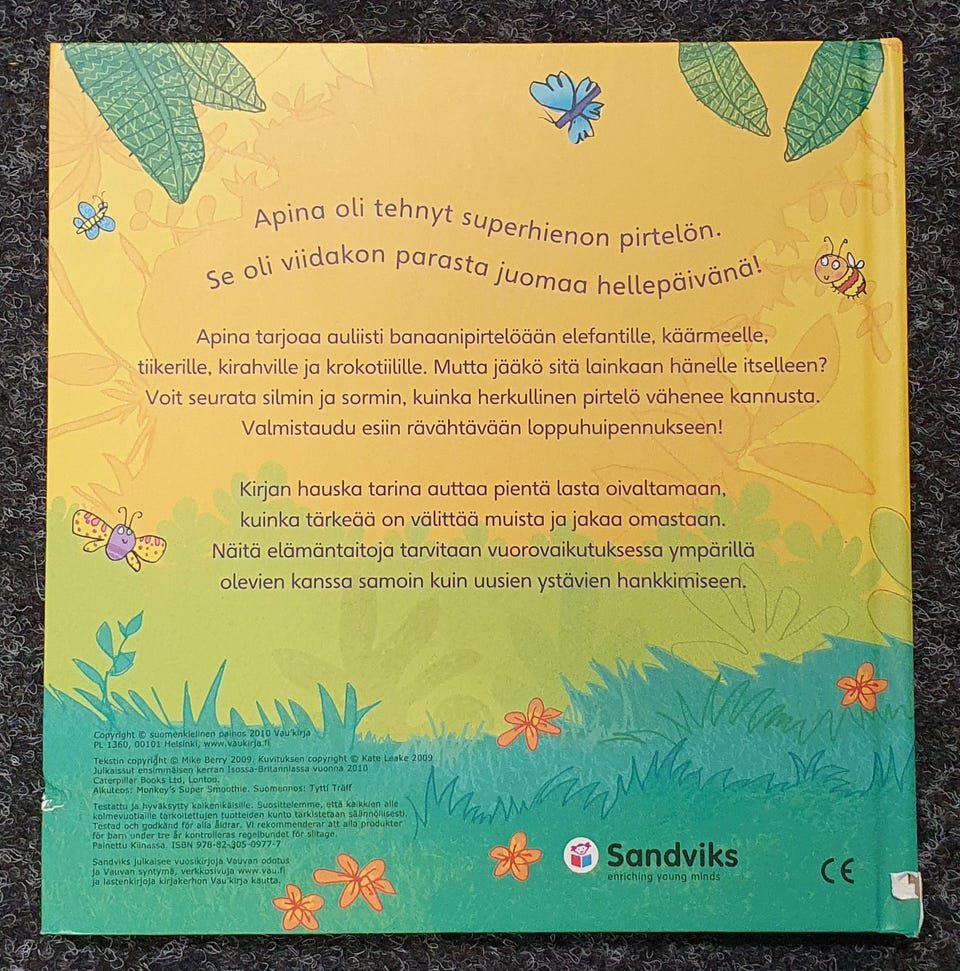 Apina oli tehnyt superhienon pirtelön.
Se oli viidakon parasta juomaa hellepäivänä!
Apina tarjoaa auliisti banaanipirtelöään elefantille, käärmeelle,
tiikerille, kirahville ja krokotiilille. Mutta jääkö sitä lainkaan hänelle itselleen?
Voit seurata silmin ja sormin, kuinka herkullinen pirtelö vähenee kannusta.
Valmistaudu esiin rävähtävään loppuhuipennukseen!
Kirjan hauska tarina auttaa pientä lasta oivaltamaan,
kuinka tärkeää on välittää muista ja jakaa omastaan.
Näitä elämäntaitoja tarvitaan vuorovaikutuksessa ympärillä
olevien kanssa samoin kuin uusien ystävien hankkimiseen.
Copyright © suomenkielinen painos 2010 Vau'kirja
PL 1360, 00101 Helsinki, www.vaukirja.fi
Tekstin copyright © Mike Berry 2009. Kuvituksen copyright © Kate Leake 2009
Julkaissut ensimmäisen kerran Isossa-Britanniassa vuonna 2010
Caterpillar Books Ltd, Lontoo.
Alkuteos: Monkey's Super Smoothie. Suomennos: Tytti Träff
Testattu ja hyväksytty kaikenikäisille. Suosittelemme, että kaikkien alle
kolmevuotiaille tarkoitettujen tuotteiden kunto tarkistetaan säännöllisesti.
Testad och godkänd för alla åldrar. Vi rekommenderar att alla produkter
för barn under tre år kontrolleras regelbundet för slitage.
Painettu Kiinassa. ISBN 978-82-305-0977-7
Sandviks julkaisee vuosikirjoja Vauvan odotus
ja Vauvan syntymä, verkkosivuja www.vau.fi
ja lastenkirjoja kirjakerhon Vau'kirja kautta.
Sandviks
enriching young minds
CE